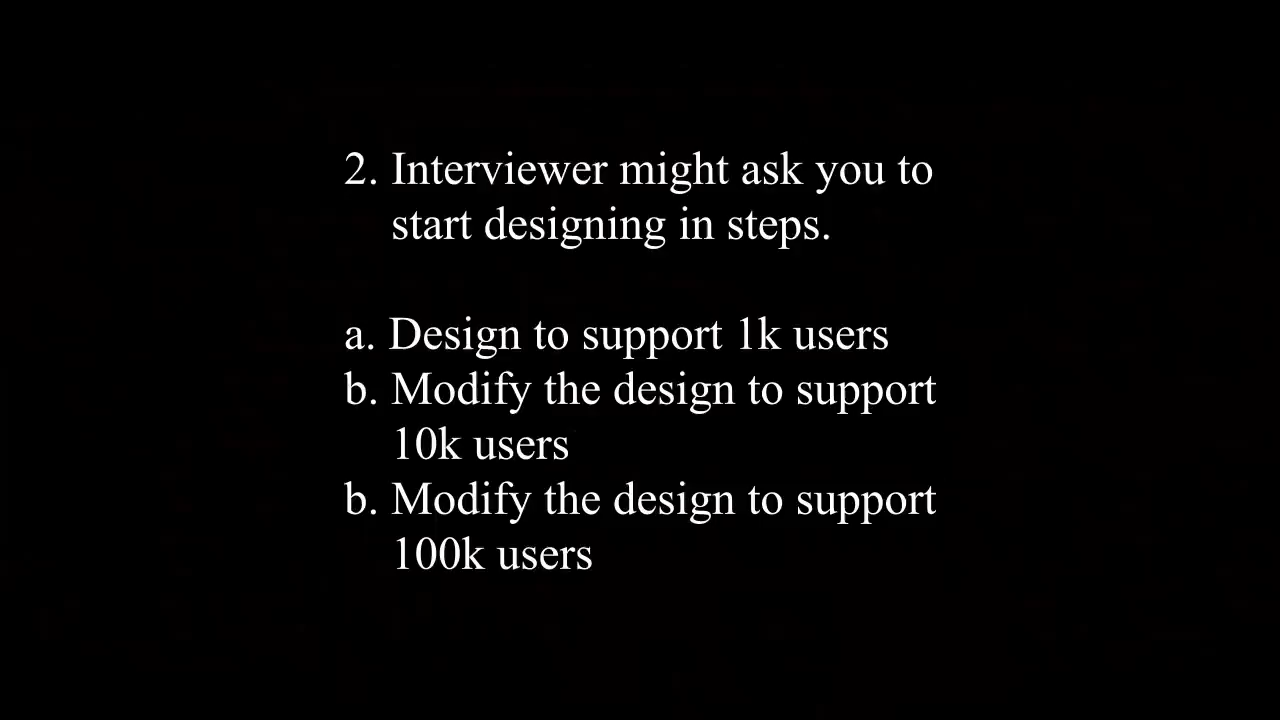 2. Interviewer might ask you to
start designing in steps.
a. Design to support 1k users
b. Modify the design to support
10k users
b. Modify the design to support
100k users